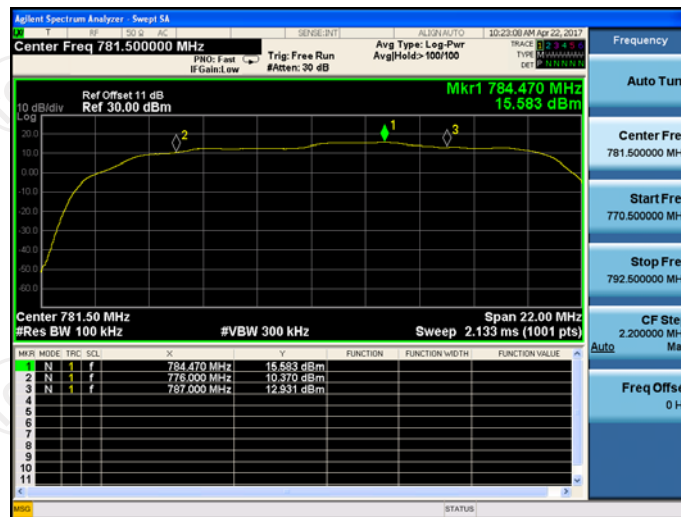 Agilent Spectrum Analyzer - Swept SA
T RF 50 Ω AC SENSE:INT ALIGN AUTO 10:23:08 AM Apr 22, 2017
Center Freq 781.500000 MHz
PNO: Fast
IFGain:Low
Trig: Free Run
#Atten: 30 dB
Avg Type: Log-Pwr
Avg|Hold:>100/100
TRACE 1 2 3 4 5 6
TYPE M
DET P N N N N N
Ref Offset 11 dB
10 dB/div Ref 30.00 dBm
Mkr1 784.470 MHz
15.583 dBm
Log
20.0
10.0
0.00
-10.0
-20.0
-30.0
-40.0
-50.0
-60.0
2
1
3
Center 781.50 MHz Span 22.00 MHz
#Res BW 100 kHz #VBW 300 kHz Sweep 2.133 ms (1001 pts)
MKR MODE TRC SCL X Y FUNCTION FUNCTION WIDTH FUNCTION VALUE
1 N 1 f 784.470 MHz 15.583 dBm
2 N 1 f 776.000 MHz 10.370 dBm
3 N 1 f 787.000 MHz 12.931 dBm
4
5
6
7
8
9
10
11
MSG STATUS
Frequency
Auto Tun
Center Fre
781.500000 MH
Start Fre
770.500000 MH
Stop Fre
792.500000 MH
CF Ste
2.200000 MH
Auto Ma
Freq Offse
0 H